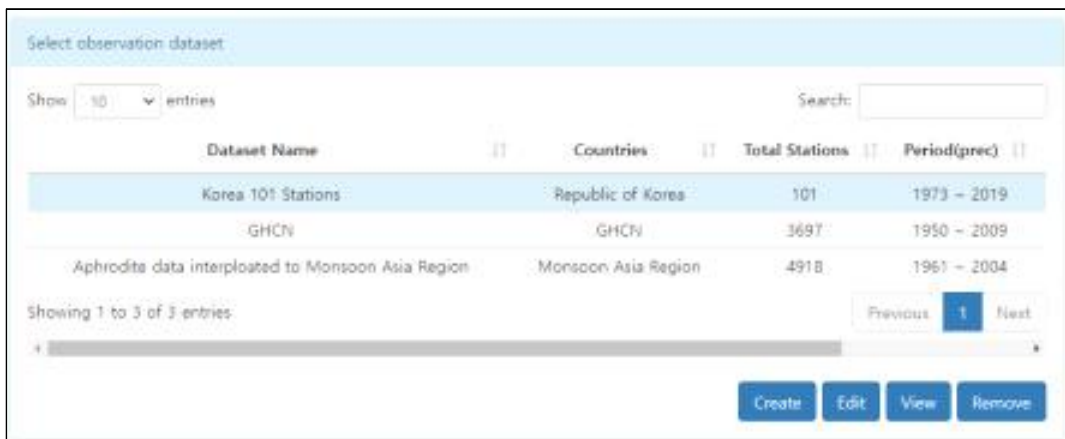 Select observation dataset
Show 10 entries Search:
Dataset Name Countries Total Stations Period(prec)
Korea 101 Stations Republic of Korea 101 1973 ~ 2019
GHCN GHCN 3697 1950 ~ 2009
Aphrodite data interploated to Monsoon Asia Region Monsoon Asia Region 4918 1961 ~ 2004
Showing 1 to 3 of 3 entries Previous 1 Next
Create Edit View Remove